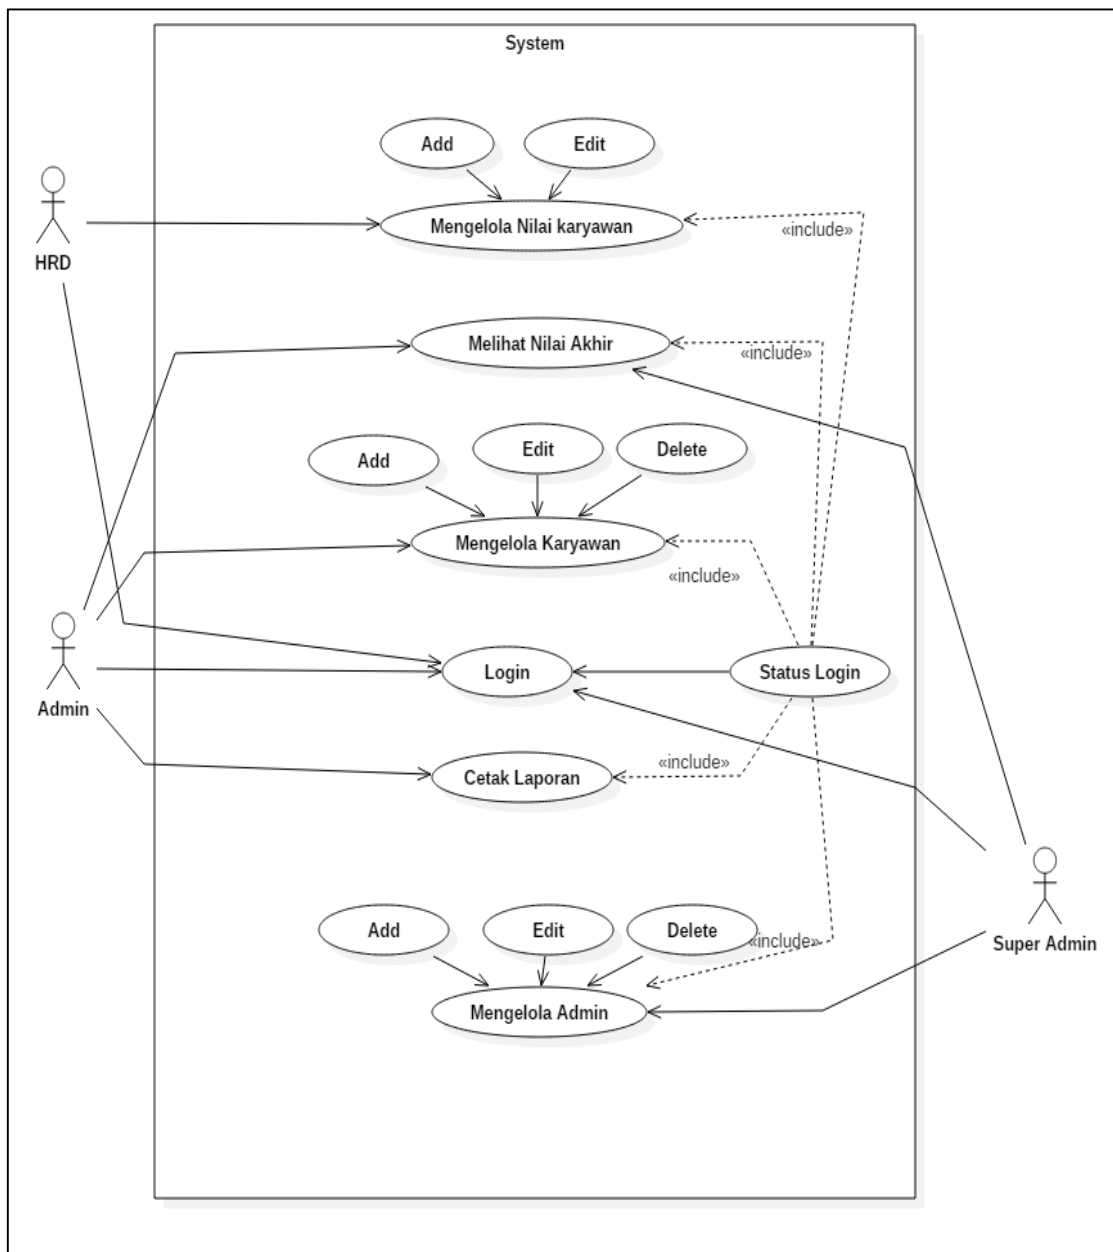 System
Add
Edit
Mengelola Nilai karyawan
«include»
HRD
Melihat Nilai Akhir
«include»
Add
Edit
Delete
Mengelola Karyawan
«include»
Login
Status Login
Admin
Cetak Laporan
«include»
Add
Edit
Delete
«include»
Super Admin
Mengelola Admin